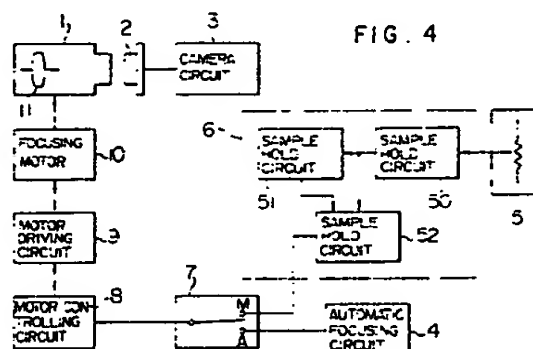 FIG. 4
1
2
3
CAMERA
CIRCUIT
11
6
FOCUSING
MOTOR
10
SAMPLE
HOLD
CIRCUIT
51
SAMPLE
HOLD
CIRCUIT
50
5
MOTOR
DRIVING
CIRCUIT
9
SAMPLE
HOLD
CIRCUIT
52
MOTOR CON
TROLLING
CIRCUIT
8
7
M
A
AUTOMATIC
FOCUSING
CIRCUIT
4